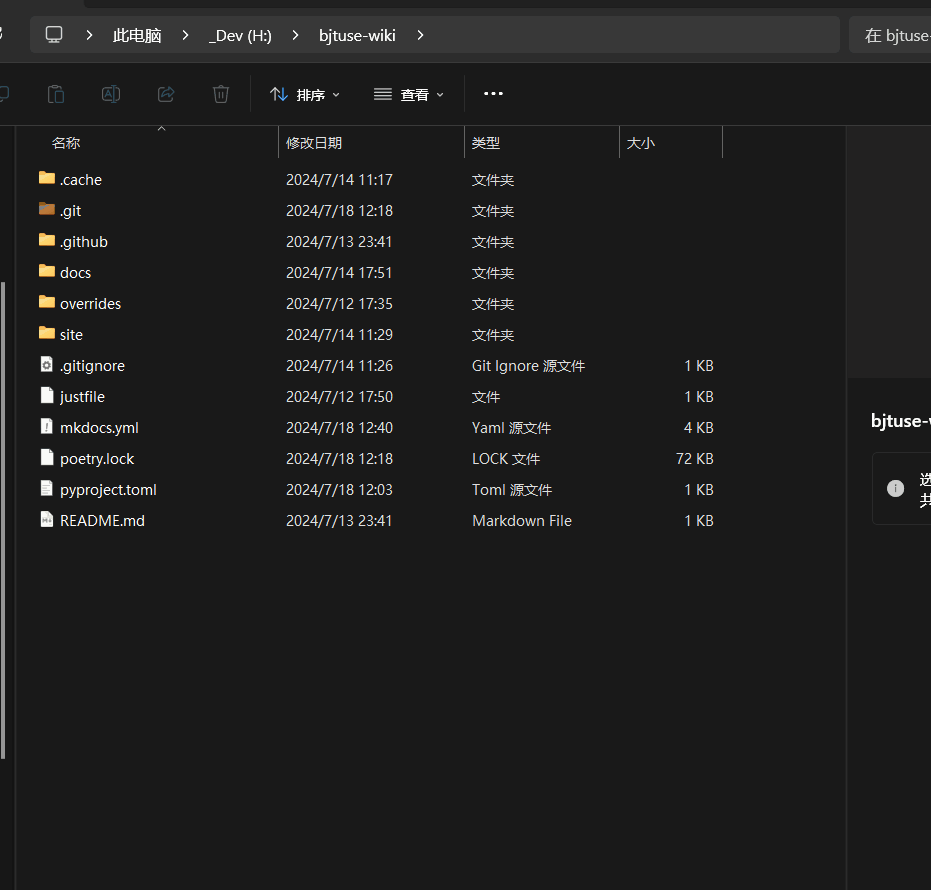 此电脑 _Dev (H:) bjtuse-wiki 在 bjtuse-
排序 查看
名称 修改日期 类型 大小
.cache 2024/7/14 11:17 文件夹
.git 2024/7/18 12:18 文件夹
.github 2024/7/13 23:41 文件夹
docs 2024/7/14 17:51 文件夹
overrides 2024/7/12 17:35 文件夹
site 2024/7/14 11:29 文件夹
.gitignore 2024/7/14 11:26 Git Ignore 源文件 1 KB
justfile 2024/7/12 17:50 文件 1 KB
bjtuse-
mkdocs.yml 2024/7/18 12:40 Yaml 源文件 4 KB
poetry.lock 2024/7/18 12:18 LOCK 文件 72 KB
选
pyproject.toml 2024/7/18 12:03 Toml 源文件 1 KB
共
README.md 2024/7/13 23:41 Markdown File 1 KB